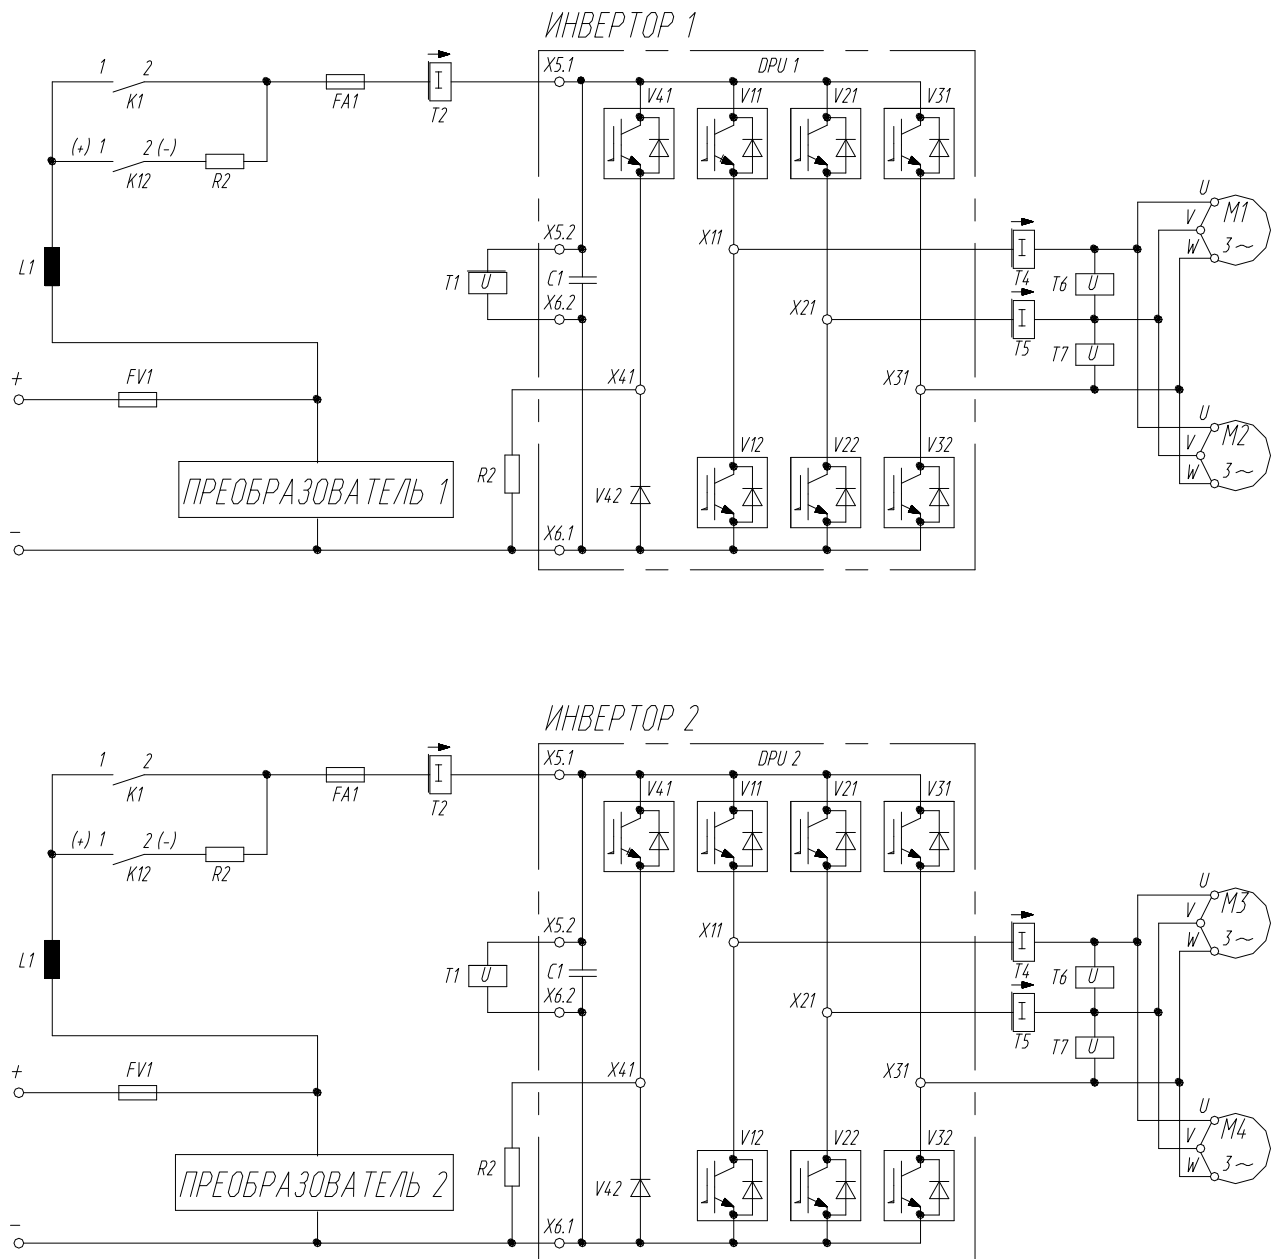 ИНВЕРТОР 1
1 2 X5.1 DPU 1
K1 FA1 T2 V41 V11 V21 V31
(+) 1 2 (-)
K12 R2
U
V M1
X5.2 X11 W 3~
L1 T1 U C1 T4 T6 U
X6.2 X21
T5 T7 U
+ FV1 X41 X31
U
V M2
V12 V22 V32 W 3~
ПРЕОБРАЗОВАТЕЛЬ 1 R2 V42
- X6.1
ИНВЕРТОР 2
1 2 X5.1 DPU 2
K1 FA1 T2 V41 V11 V21 V31
(+) 1 2 (-)
K12 R2
U
V M3
X5.2 X11 W 3~
L1 T1 U C1 T4 T6 U
X6.2 X21
T5 T7 U
+ FV1 X41 X31
U
V M4
V12 V22 V32 W 3~
ПРЕОБРАЗОВАТЕЛЬ 2 R2 V42
- X6.1